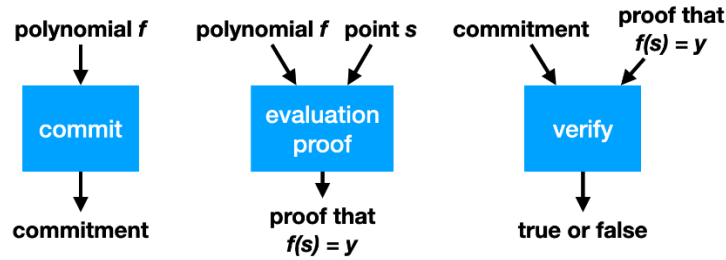 polynomial f
commit
commitment
polynomial f point s
evaluation
proof
proof that
f(s) = y
commitment
proof that
f(s) = y
verify
true or false